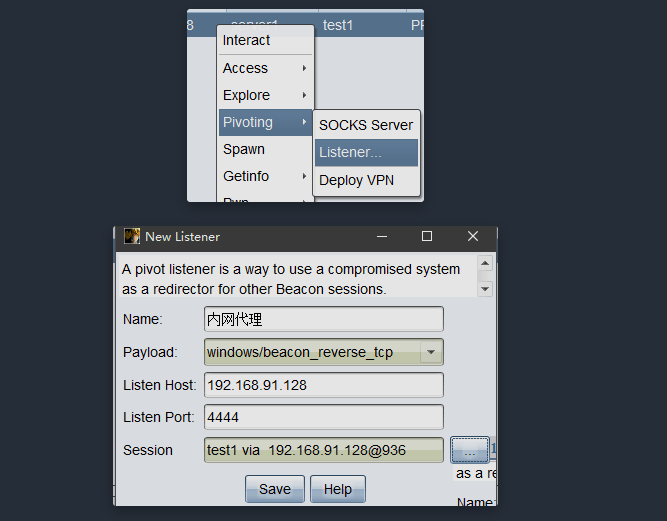 8 server1 test1
Interact
Access
Explore
Pivoting
SOCKS Server
Listener...
Spawn
Deploy VPN
Getinfo
New Listener
A pivot listener is a way to use a compromised system
as a redirector for other Beacon sessions.
Name: 内网代理
Payload: windows/beacon_reverse_tcp
Listen Host: 192.168.91.128
Listen Port: 4444
Session test1 via 192.168.91.128@936 ...
as a re
Save Help
Name: